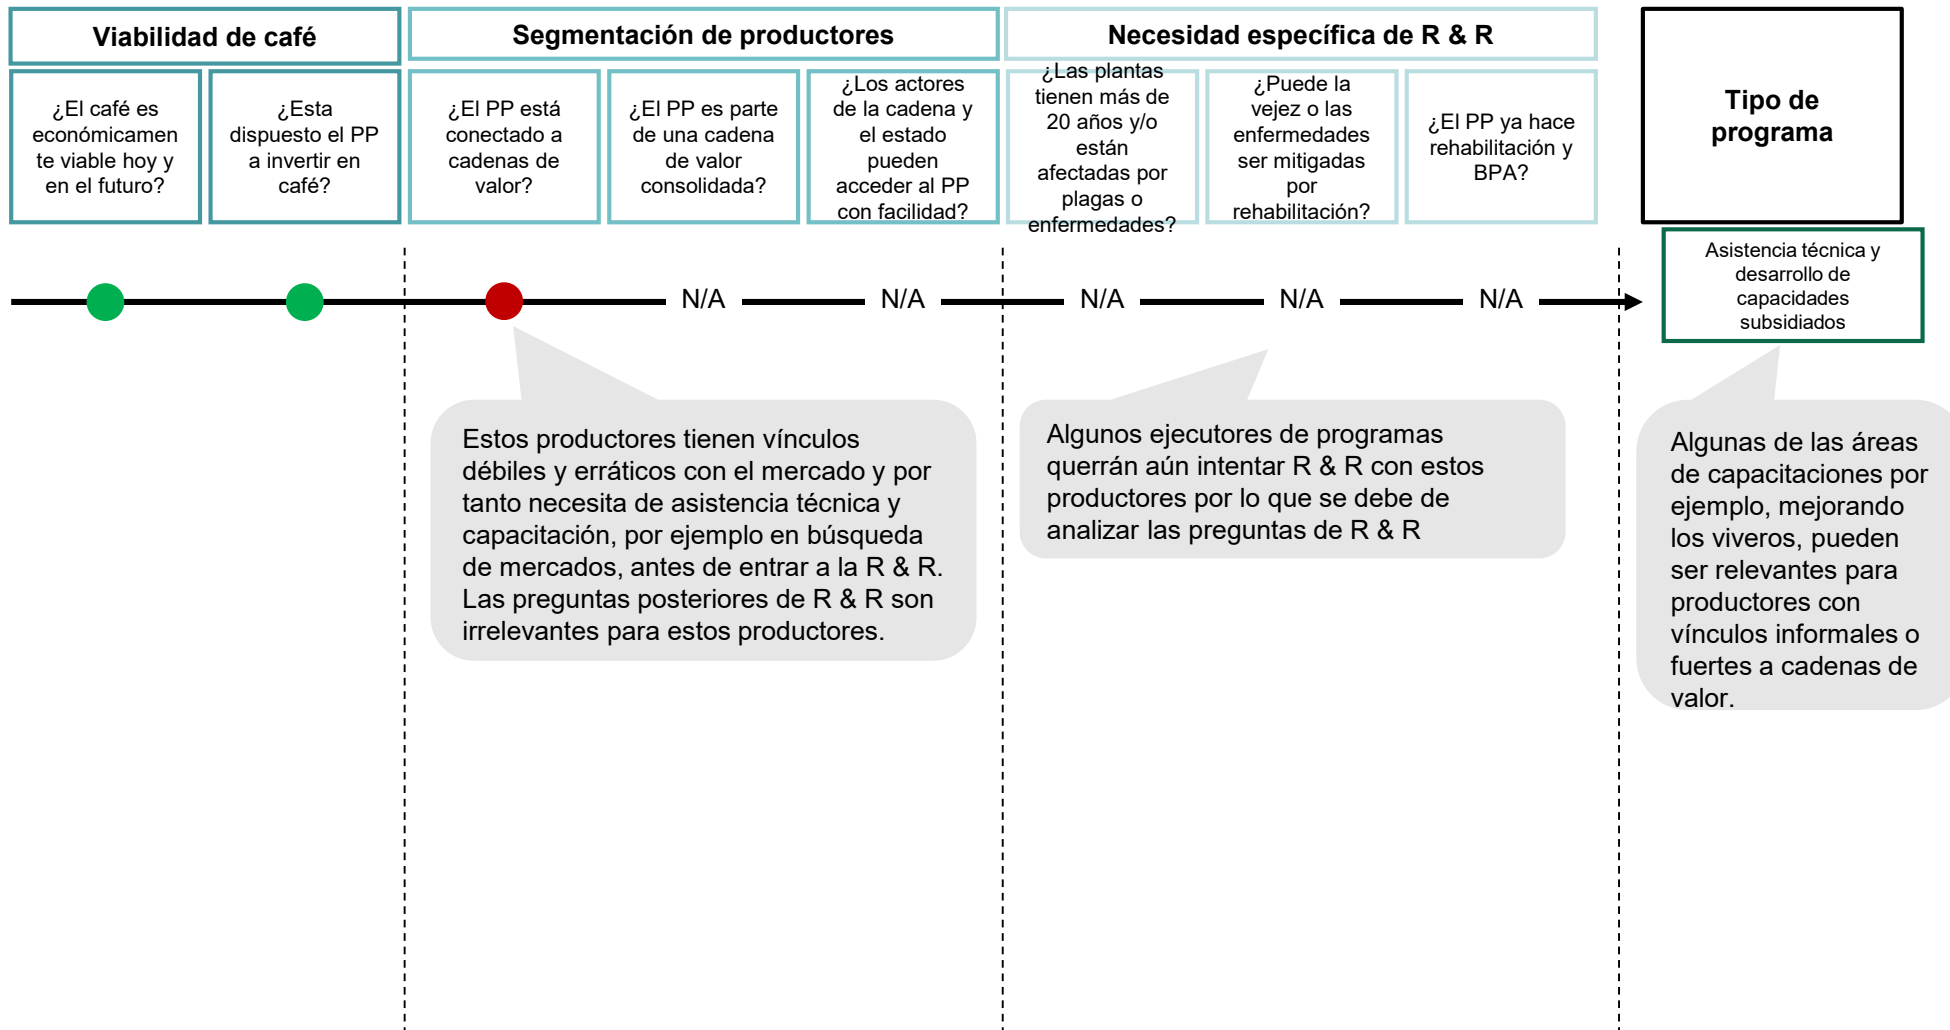 Viabilidad de café
Segmentación de productores
Necesidad específica de R & R
Tipo de
programa
¿El café es
económicamen
te viable hoy y
en el futuro?
¿Esta
dispuesto el PP
a invertir en
café?
¿El PP está
conectado a
cadenas de
valor?
¿El PP es parte
de una cadena
de valor
consolidada?
¿Los actores
de la cadena y
el estado
pueden
acceder al PP
con facilidad?
¿Las plantas
tienen más de
20 años y/o
están
afectadas por
plagas o
enfermedades?
¿Puede la
vejez o las
enfermedades
ser mitigadas
por
rehabilitación?
¿El PP ya hace
rehabilitación y
BPA?
N/A
N/A
N/A
N/A
N/A
Asistencia técnica y
desarrollo de
capacidades
subsidiados
Estos productores tienen vínculos
débiles y erráticos con el mercado y por
tanto necesita de asistencia técnica y
capacitación, por ejemplo en búsqueda
de mercados, antes de entrar a la R & R.
Las preguntas posteriores de R & R son
irrelevantes para estos productores.
Algunos ejecutores de programas
querrán aún intentar R & R con estos
productores por lo que se debe de
analizar las preguntas de R & R
Algunas de las áreas
de capacitaciones por
ejemplo, mejorando
los viveros, pueden
ser relevantes para
productores con
vínculos informales o
fuertes a cadenas de
valor.